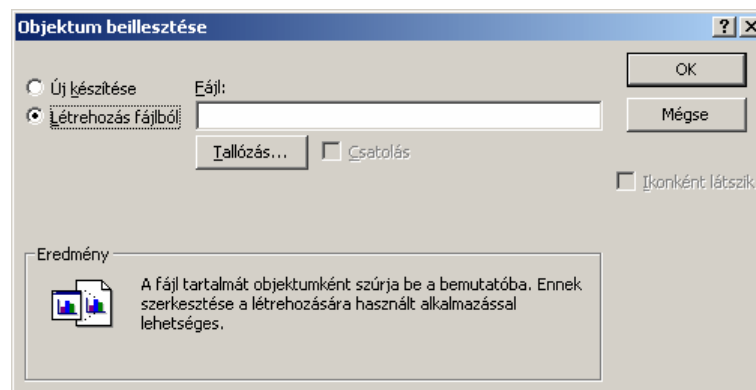 Objektum beillesztése
Új készítése
Létrehozás fájlból
Fájl:
Tallózás...
Csatolás
OK
Mégse
Ikonként látszik
Eredmény
A fájl tartalmát objektumként szúrja be a bemutatóba. Ennek
szerkesztése a létrehozására használt alkalmazással
lehetséges.